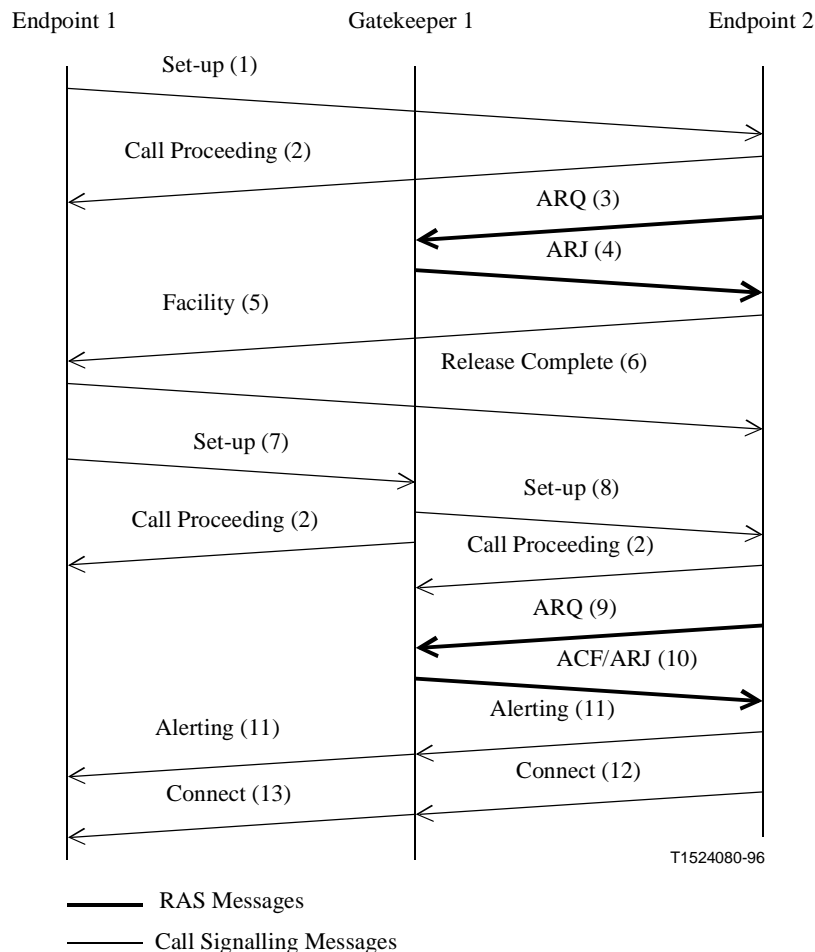 Endpoint 1
Gatekeeper 1
Endpoint 2
Set-up (1)
Call Proceeding (2)
ARQ (3)
ARJ (4)
Facility (5)
Release Complete (6)
Set-up (7)
Set-up (8)
Call Proceeding (2)
Call Proceeding (2)
ARQ (9)
ACF/ARJ (10)
Alerting (11)
Alerting (11)
Connect (12)
Connect (13)
T1524080-96
RAS Messages
Call Signalling Messages